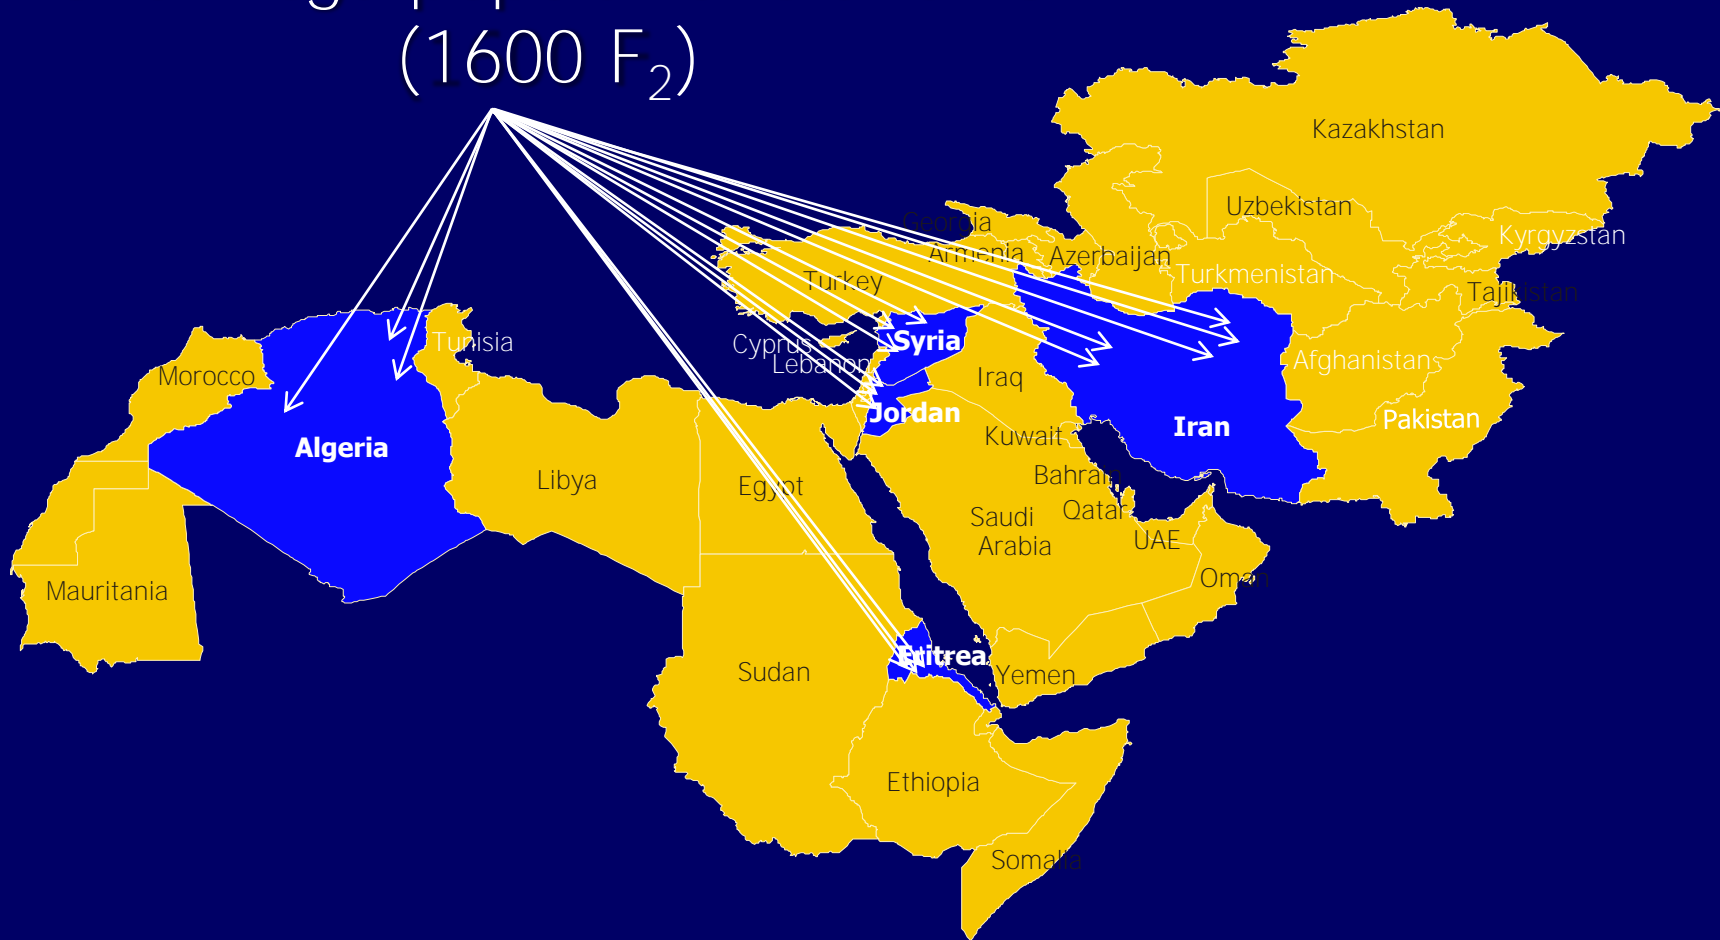 (1600 F₂)
Kazakhstan
Uzbekistan
Georgia
Kyrgyzstan
Armenia
Azerbaijan
Turkmenistan
Turkey
Tajikistan
Tunisia
Cyprus
Syria
Lebanon
Afghanistan
Morocco
Iraq
Jordan
Pakistan
Iran
Kuwait
Algeria
Bahrain
Libya
Egypt
Qatar
Saudi
Arabia
UAE
Oman
Mauritania
Eritrea
Sudan
Yemen
Ethiopia
Somalia